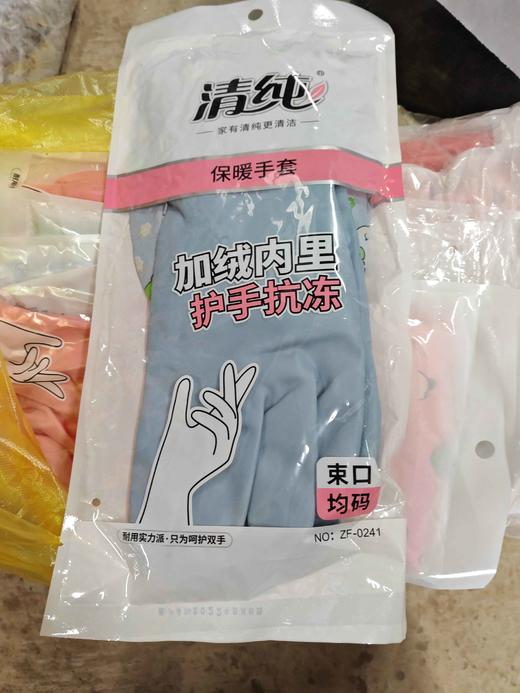 清纯®
家有清纯更清洁
保暖手套
加绒内里
护手抗冻
束口
均码
耐用实力派·只为呵护双手
NO: ZF-0241